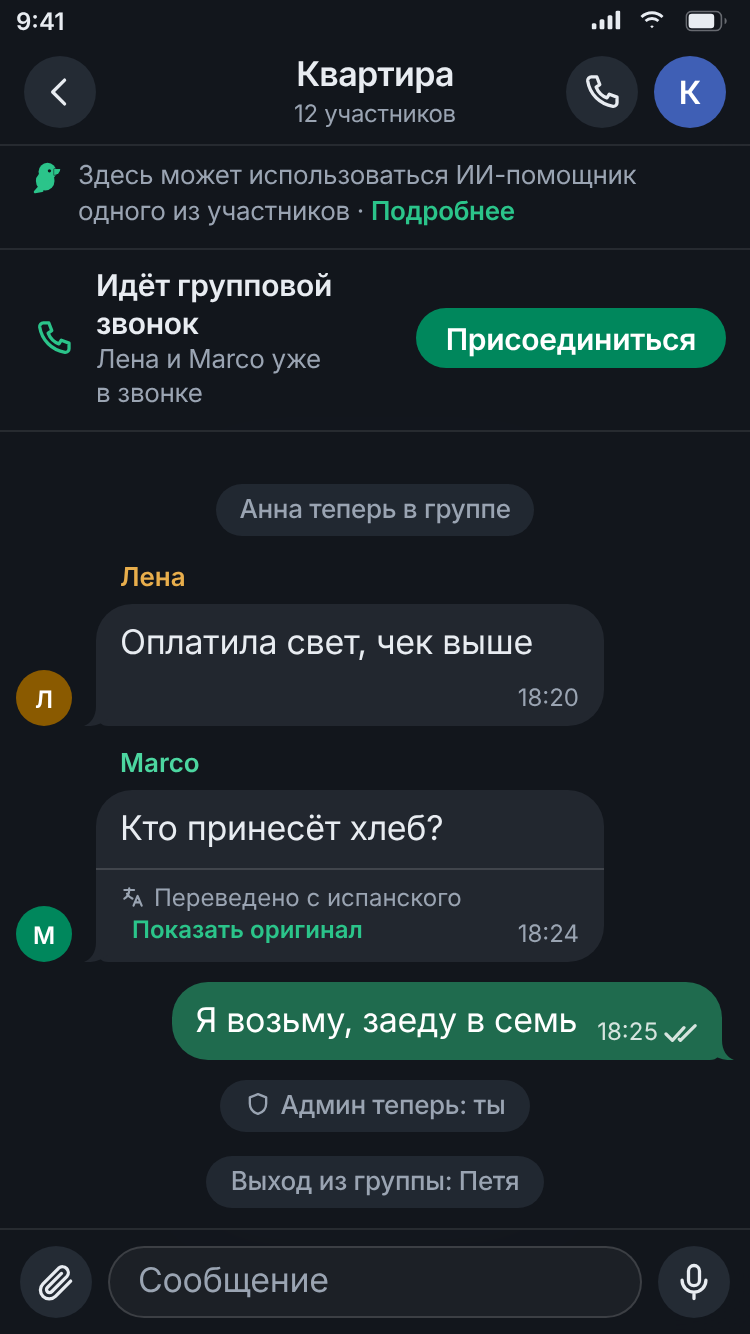 9:41
Квартира
12 участников
К
Здесь может использоваться ИИ-помощник
одного из участников · Подробнее
Идёт групповой
звонок
Лена и Marco уже
в звонке
Присоединиться
Анна теперь в группе
Лена
Оплатила свет, чек выше
18:20
Л
Marco
Кто принесёт хлеб?
Переведено с испанского
Показать оригинал
18:24
М
Я возьму, заеду в семь 18:25
Админ теперь: ты
Выход из группы: Петя
Сообщение